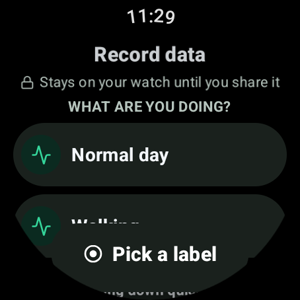 11:29
Record data
Stays on your watch until you share it
WHAT ARE YOU DOING?
Normal day
Walking
Pick a label